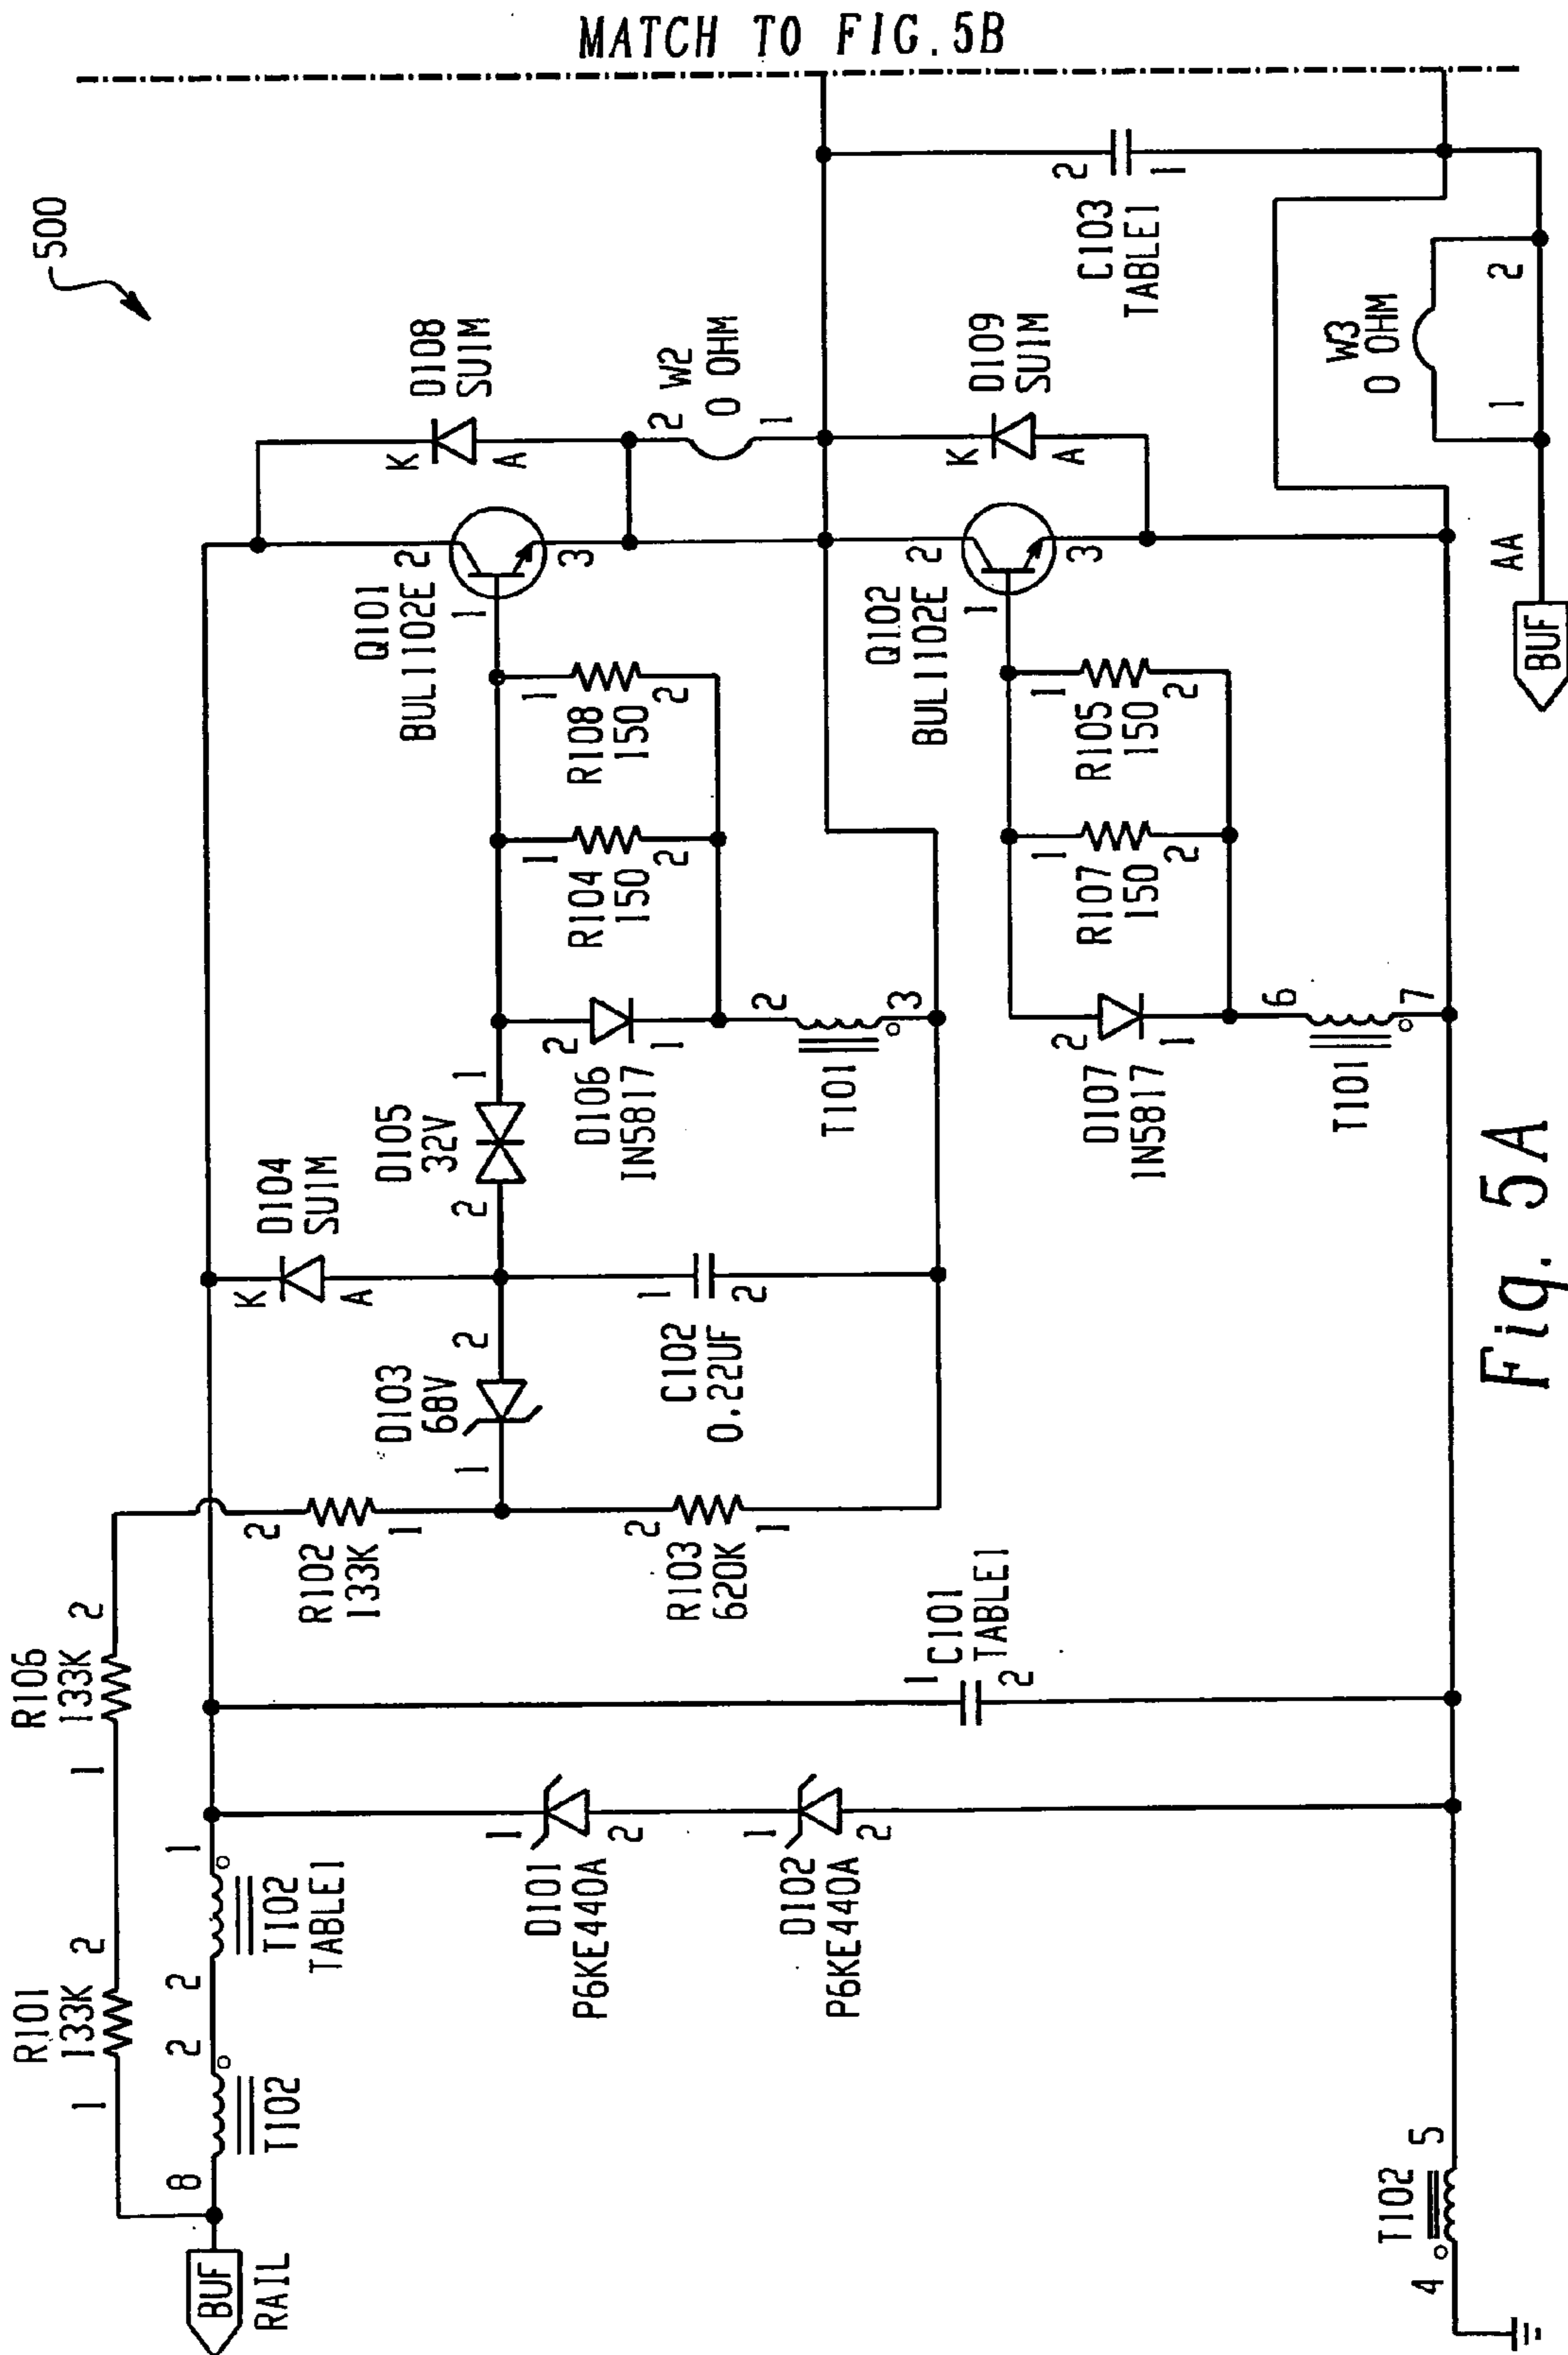 MATCH TO FIG.5B
500
R101
133K
1
2
R106
133K
1
2
BUF
RAIL
8
T102
2
2
T102
TABLE1
1
R102
133K
2
1
R103
620K
2
1
D103
68V
1
2
D104
SU1M
K
A
C102
0.22UF
1
2
D105
32V
2
1
D106
1N5817
2
1
T101
2
3
R104
150
1
2
R108
150
1
2
Q101
BUL1102E
1
2
3
D108
SU1M
K
A
W2
0 OHM
2
1
D101
P6KE440A
1
2
D102
P6KE440A
1
2
C101
TABLE1
1
2
D107
1N5817
2
1
T101
6
7
R107
150
1
2
R105
150
1
2
Q102
BUL1102E
1
2
3
D109
SU1M
K
A
C103
TABLE1
2
1
T102
4
5
W3
0 OHM
1
2
BUF
AA
Fig. 5A